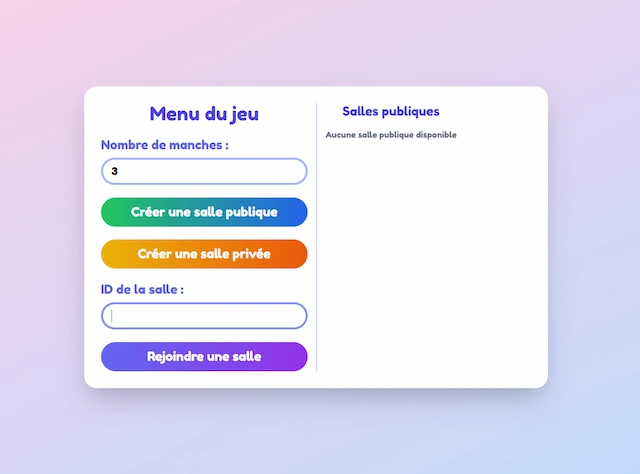 Menu du jeu
Nombre de manches :
3
Créer une salle publique
Créer une salle privée
ID de la salle :
Rejoindre une salle
Salles publiques
Aucune salle publique disponible